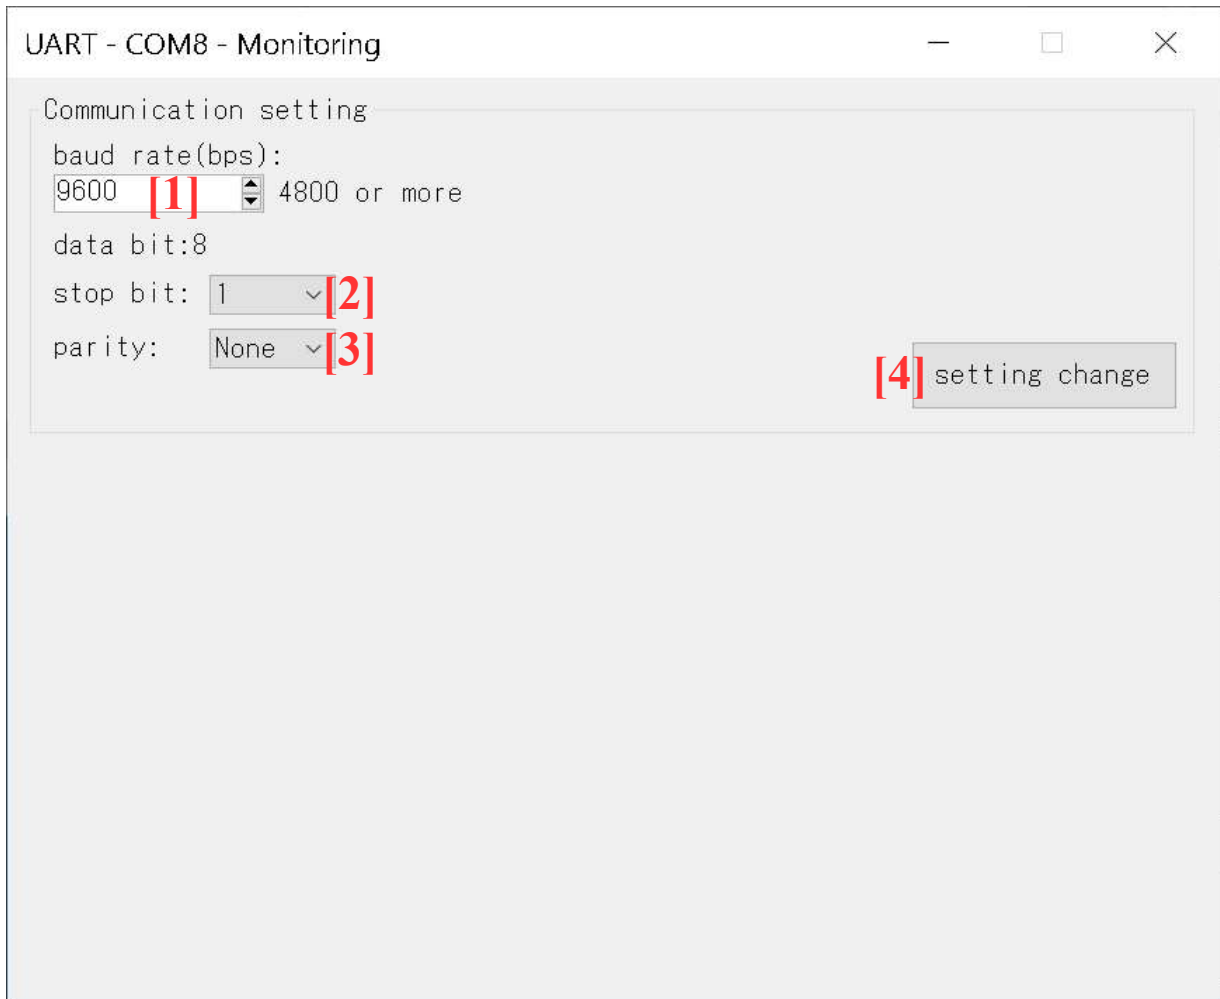 UART - COM8 - Monitoring
Communication setting
baud rate(bps):
9600 [1] 4800 or more
data bit:8
stop bit: 1 [2]
parity: None [3]
[4] setting change